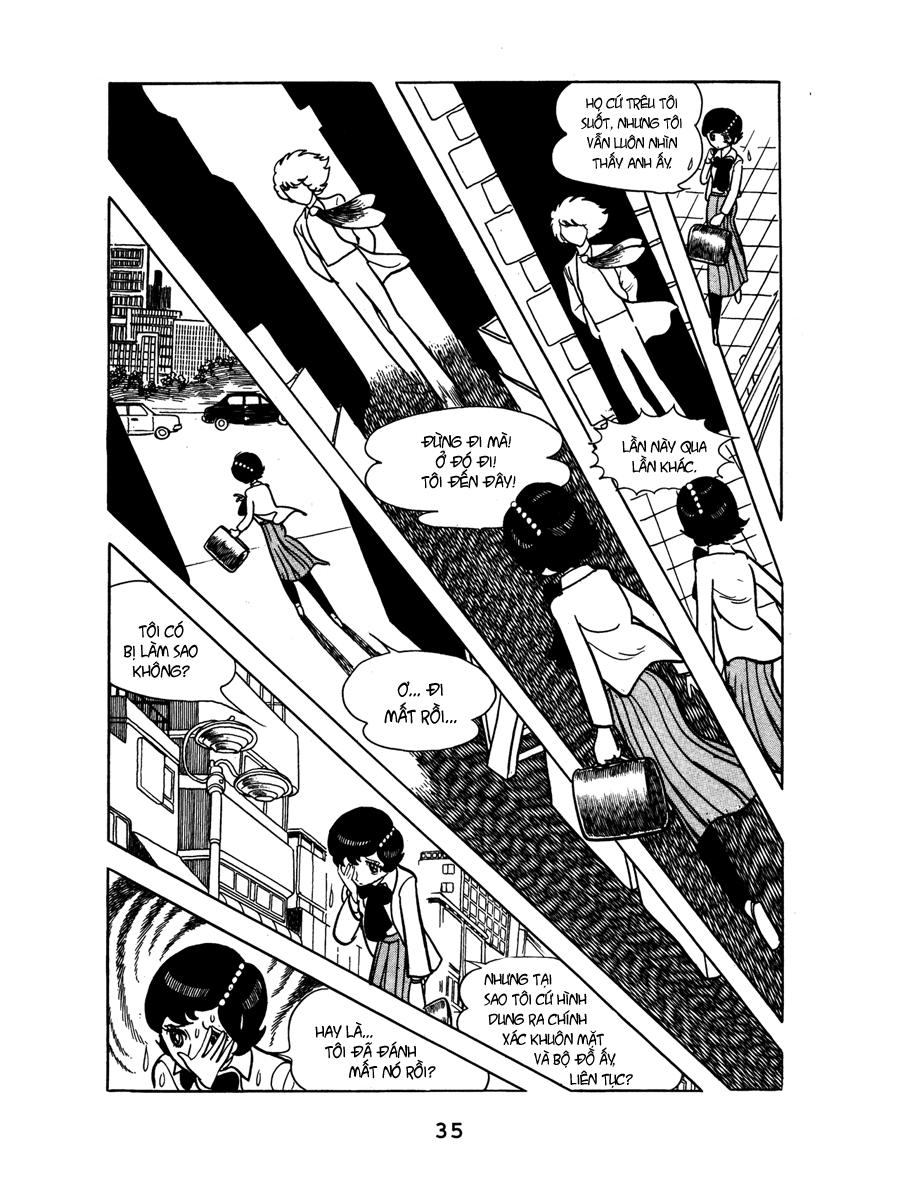 HỌ CỨ TRÊU TÔI
SUỐT, NHƯNG TÔI
VẪN LUÔN NHÌN
THẤY ANH ẤY.
LẦN NÀY QUA
LẦN KHÁC.
ĐỪNG ĐI MÀ!
Ở ĐÓ ĐI!
TÔI ĐẾN ĐÂY!
Ơ... ĐI
MẤT RỒI...
TÔI CÓ
BỊ LÀM SAO
KHÔNG?
NHƯNG TẠI
SAO TÔI CỨ HÌNH
DUNG RA CHÍNH
XÁC KHUÔN MẶT
VÀ BỘ ĐỒ ẤY,
LIÊN TỤC?
HAY LÀ...
TÔI ĐÃ ĐÁNH
MẤT NÓ RỒI?
35